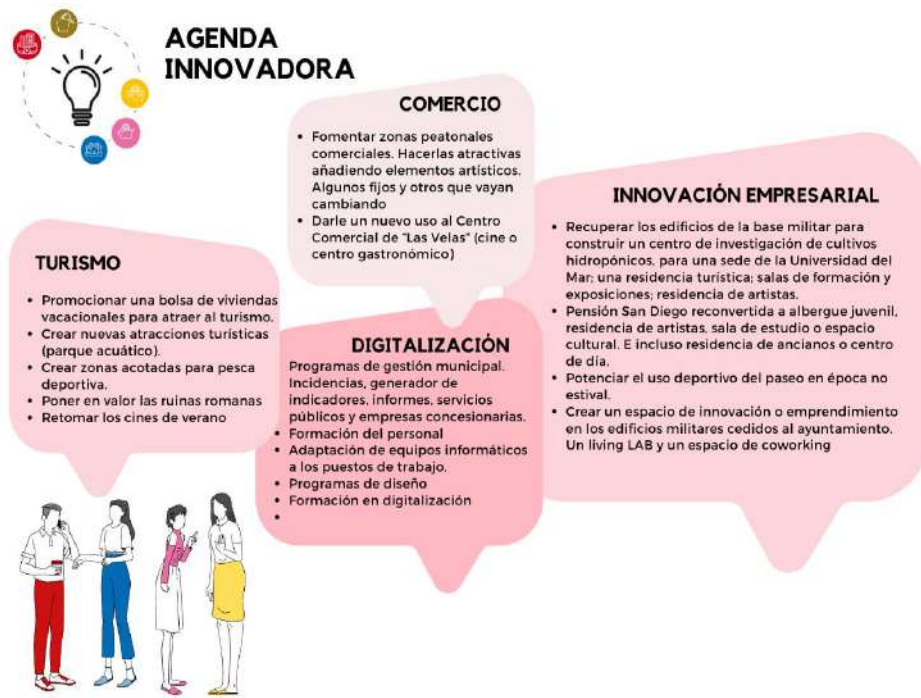 AGENDA
INNOVADORA
COMERCIO
• Fomentar zonas peatonales
comerciales. Hacerlas atractivas
añadiendo elementos artísticos.
Algunos fijos y otros que vayan
cambiando
• Darle un nuevo uso al Centro
Comercial de "Las Velas" (cine o
centro gastronómico)
INNOVACIÓN EMPRESARIAL
• Recuperar los edificios de la base militar para
construir un centro de investigación de cultivos
hidropónicos, para una sede de la Universidad del
Mar; una residencia turística; salas de formación y
exposiciones; residencia de artistas.
• Pensión San Diego reconvertida a albergue juvenil,
residencia de artistas, sala de estudio o espacio
cultural. E incluso residencia de ancianos o centro
de día.
• Potenciar el uso deportivo del paseo en época no
estival.
• Crear un espacio de innovación o emprendimiento
en los edificios militares cedidos al ayuntamiento.
Un living LAB y un espacio de coworking
TURISMO
• Promocionar una bolsa de viviendas
vacacionales para atraer al turismo.
• Crear nuevas atracciones turísticas
(parque acuático).
• Crear zonas acotadas para pesca
deportiva.
• Poner en valor las ruinas romanas
• Retomar los cines de verano
DIGITALIZACIÓN
Programas de gestión municipal.
Incidencias, generador de
indicadores, informes, servicios
públicos y empresas concesionarias.
• Formación del personal
• Adaptación de equipos informáticos
a los puestos de trabajo.
• Programas de diseño
• Formación en digitalización
•